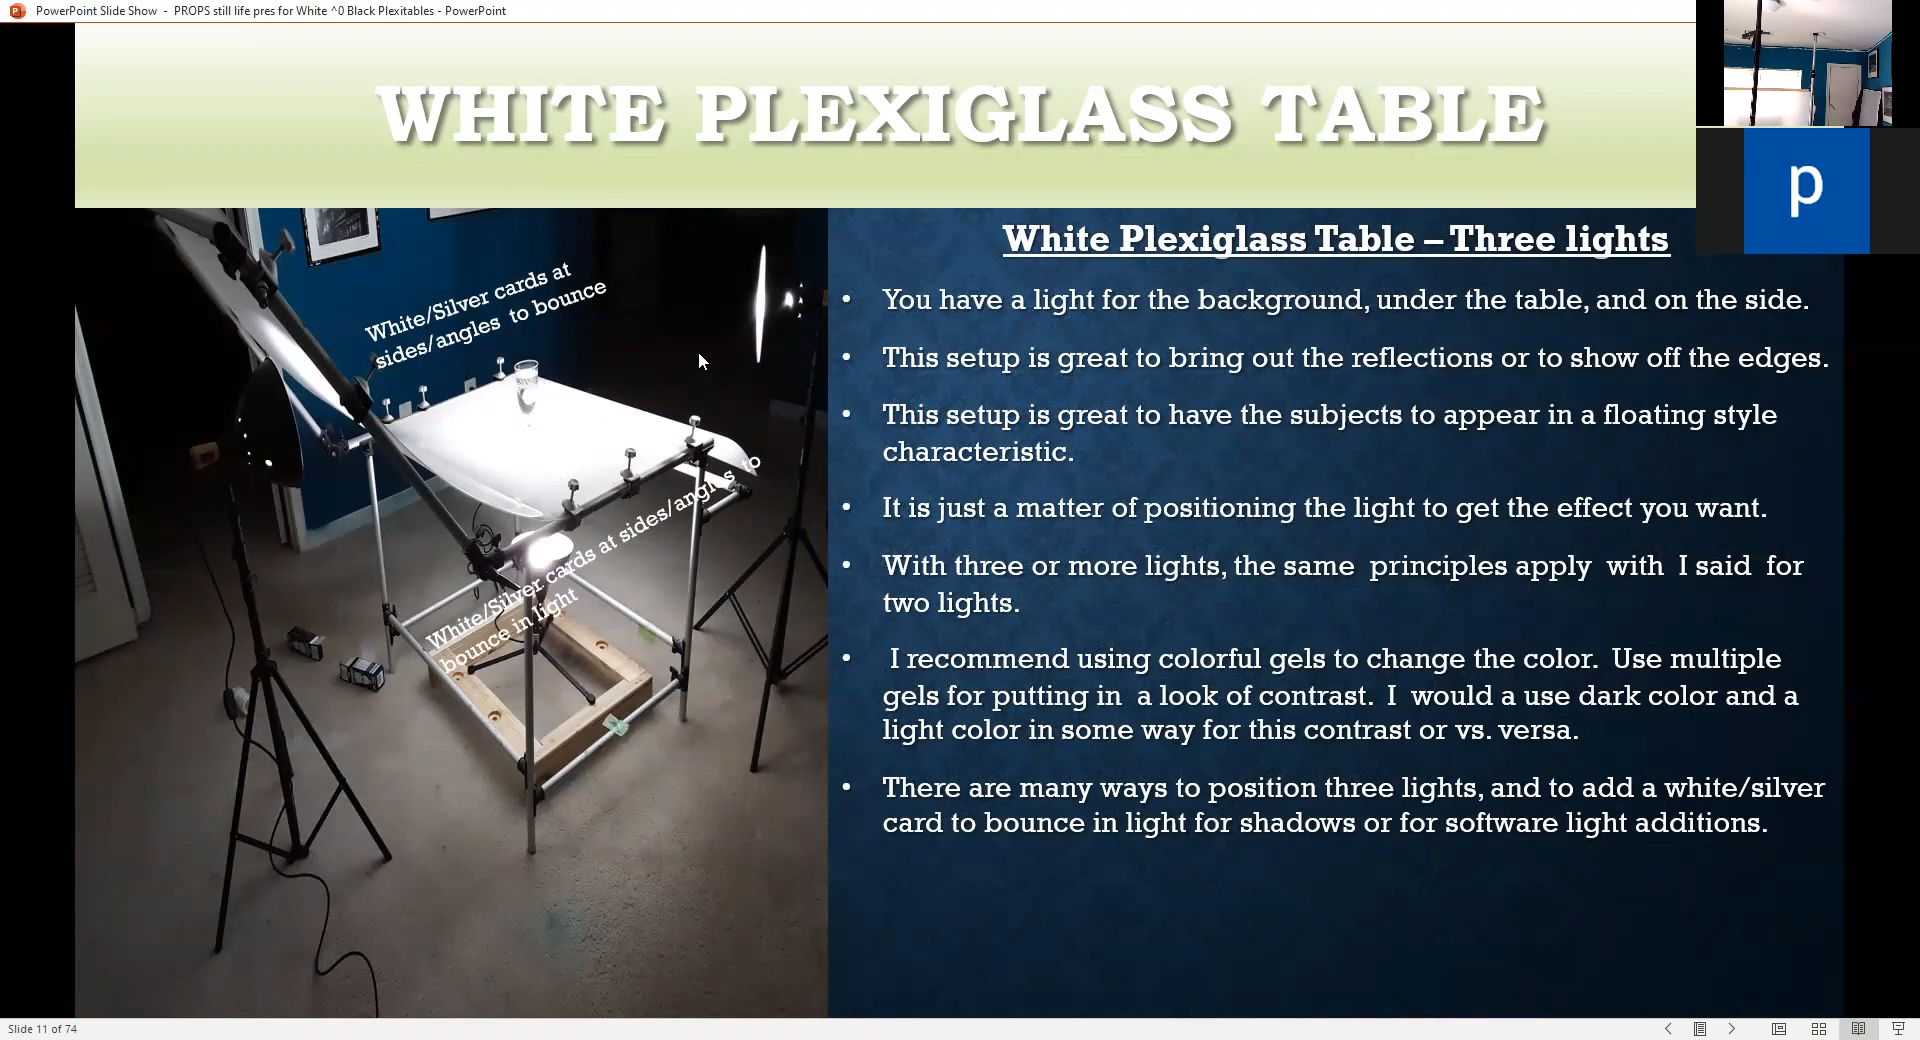 PowerPoint Slide Show - PROPS still life pres for White ^0 Black Plexitables - PowerPoint
WHITE PLEXIGLASS TABLE
p
White/Silver cards at
sides/angles to bounce
White/Silver cards at sides/angles to
bounce in light
White Plexiglass Table – Three lights
• You have a light for the background, under the table, and on the side.
• This setup is great to bring out the reflections or to show off the edges.
• This setup is great to have the subjects to appear in a floating style
characteristic.
• It is just a matter of positioning the light to get the effect you want.
• With three or more lights, the same principles apply with I said for
two lights.
• I recommend using colorful gels to change the color. Use multiple
gels for putting in a look of contrast. I would a use dark color and a
light color in some way for this contrast or vs. versa.
• There are many ways to position three lights, and to add a white/silver
card to bounce in light for shadows or for software light additions.
Slide 11 of 74